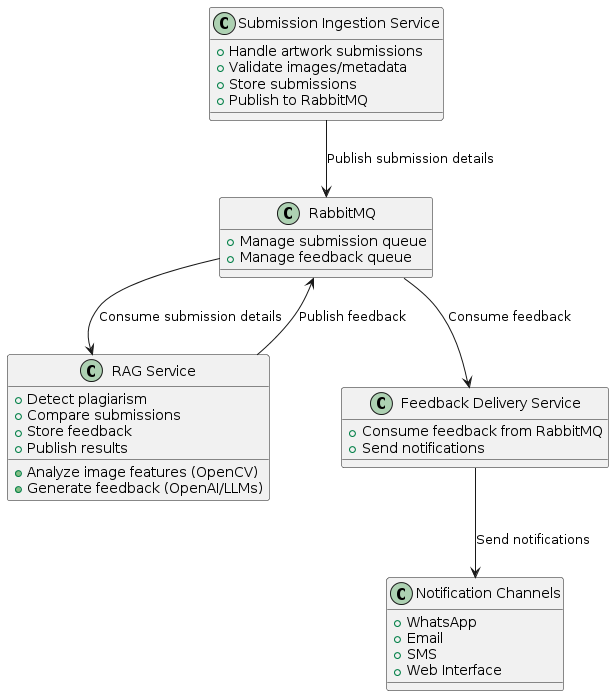 C Submission Ingestion Service
Handle artwork submissions
Validate images/metadata
Store submissions
Publish to RabbitMQ
Publish submission details
C RabbitMQ
Manage submission queue
Manage feedback queue
Consume submission details
Publish feedback
Consume feedback
C RAG Service
Detect plagiarism
Compare submissions
Store feedback
Publish results
Analyze image features (OpenCV)
Generate feedback (OpenAI/LLMs)
C Feedback Delivery Service
Consume feedback from RabbitMQ
Send notifications
Send notifications
C Notification Channels
WhatsApp
Email
SMS
Web Interface